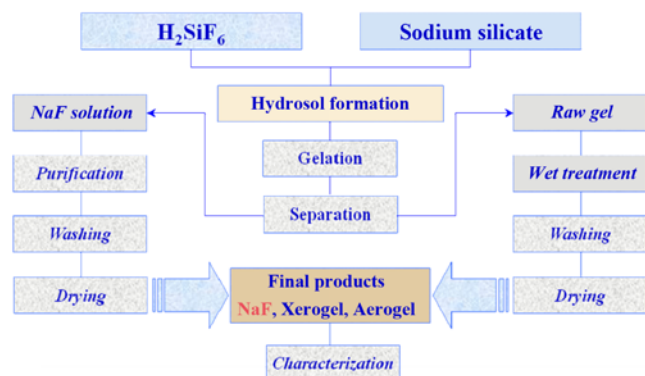 H₂SiF₆
Sodium silicate
Hydrosol formation
NaF solution
Raw gel
Gelation
Purification
Wet treatment
Separation
Washing
Washing
Drying
Final products
NaF, Xerogel, Aerogel
Drying
Characterization